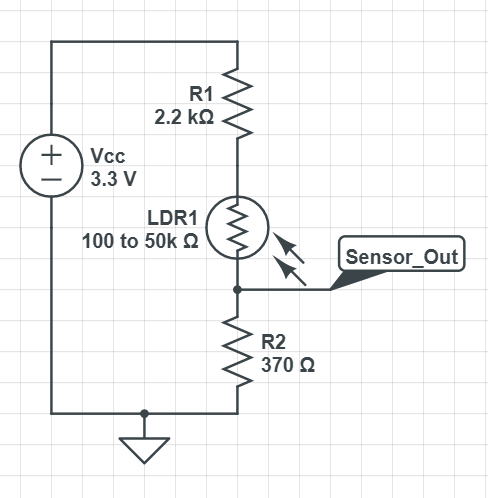 R1
2.2 kΩ
+
−
Vcc
3.3 V
LDR1
100 to 50k Ω
Sensor_Out
R2
370 Ω